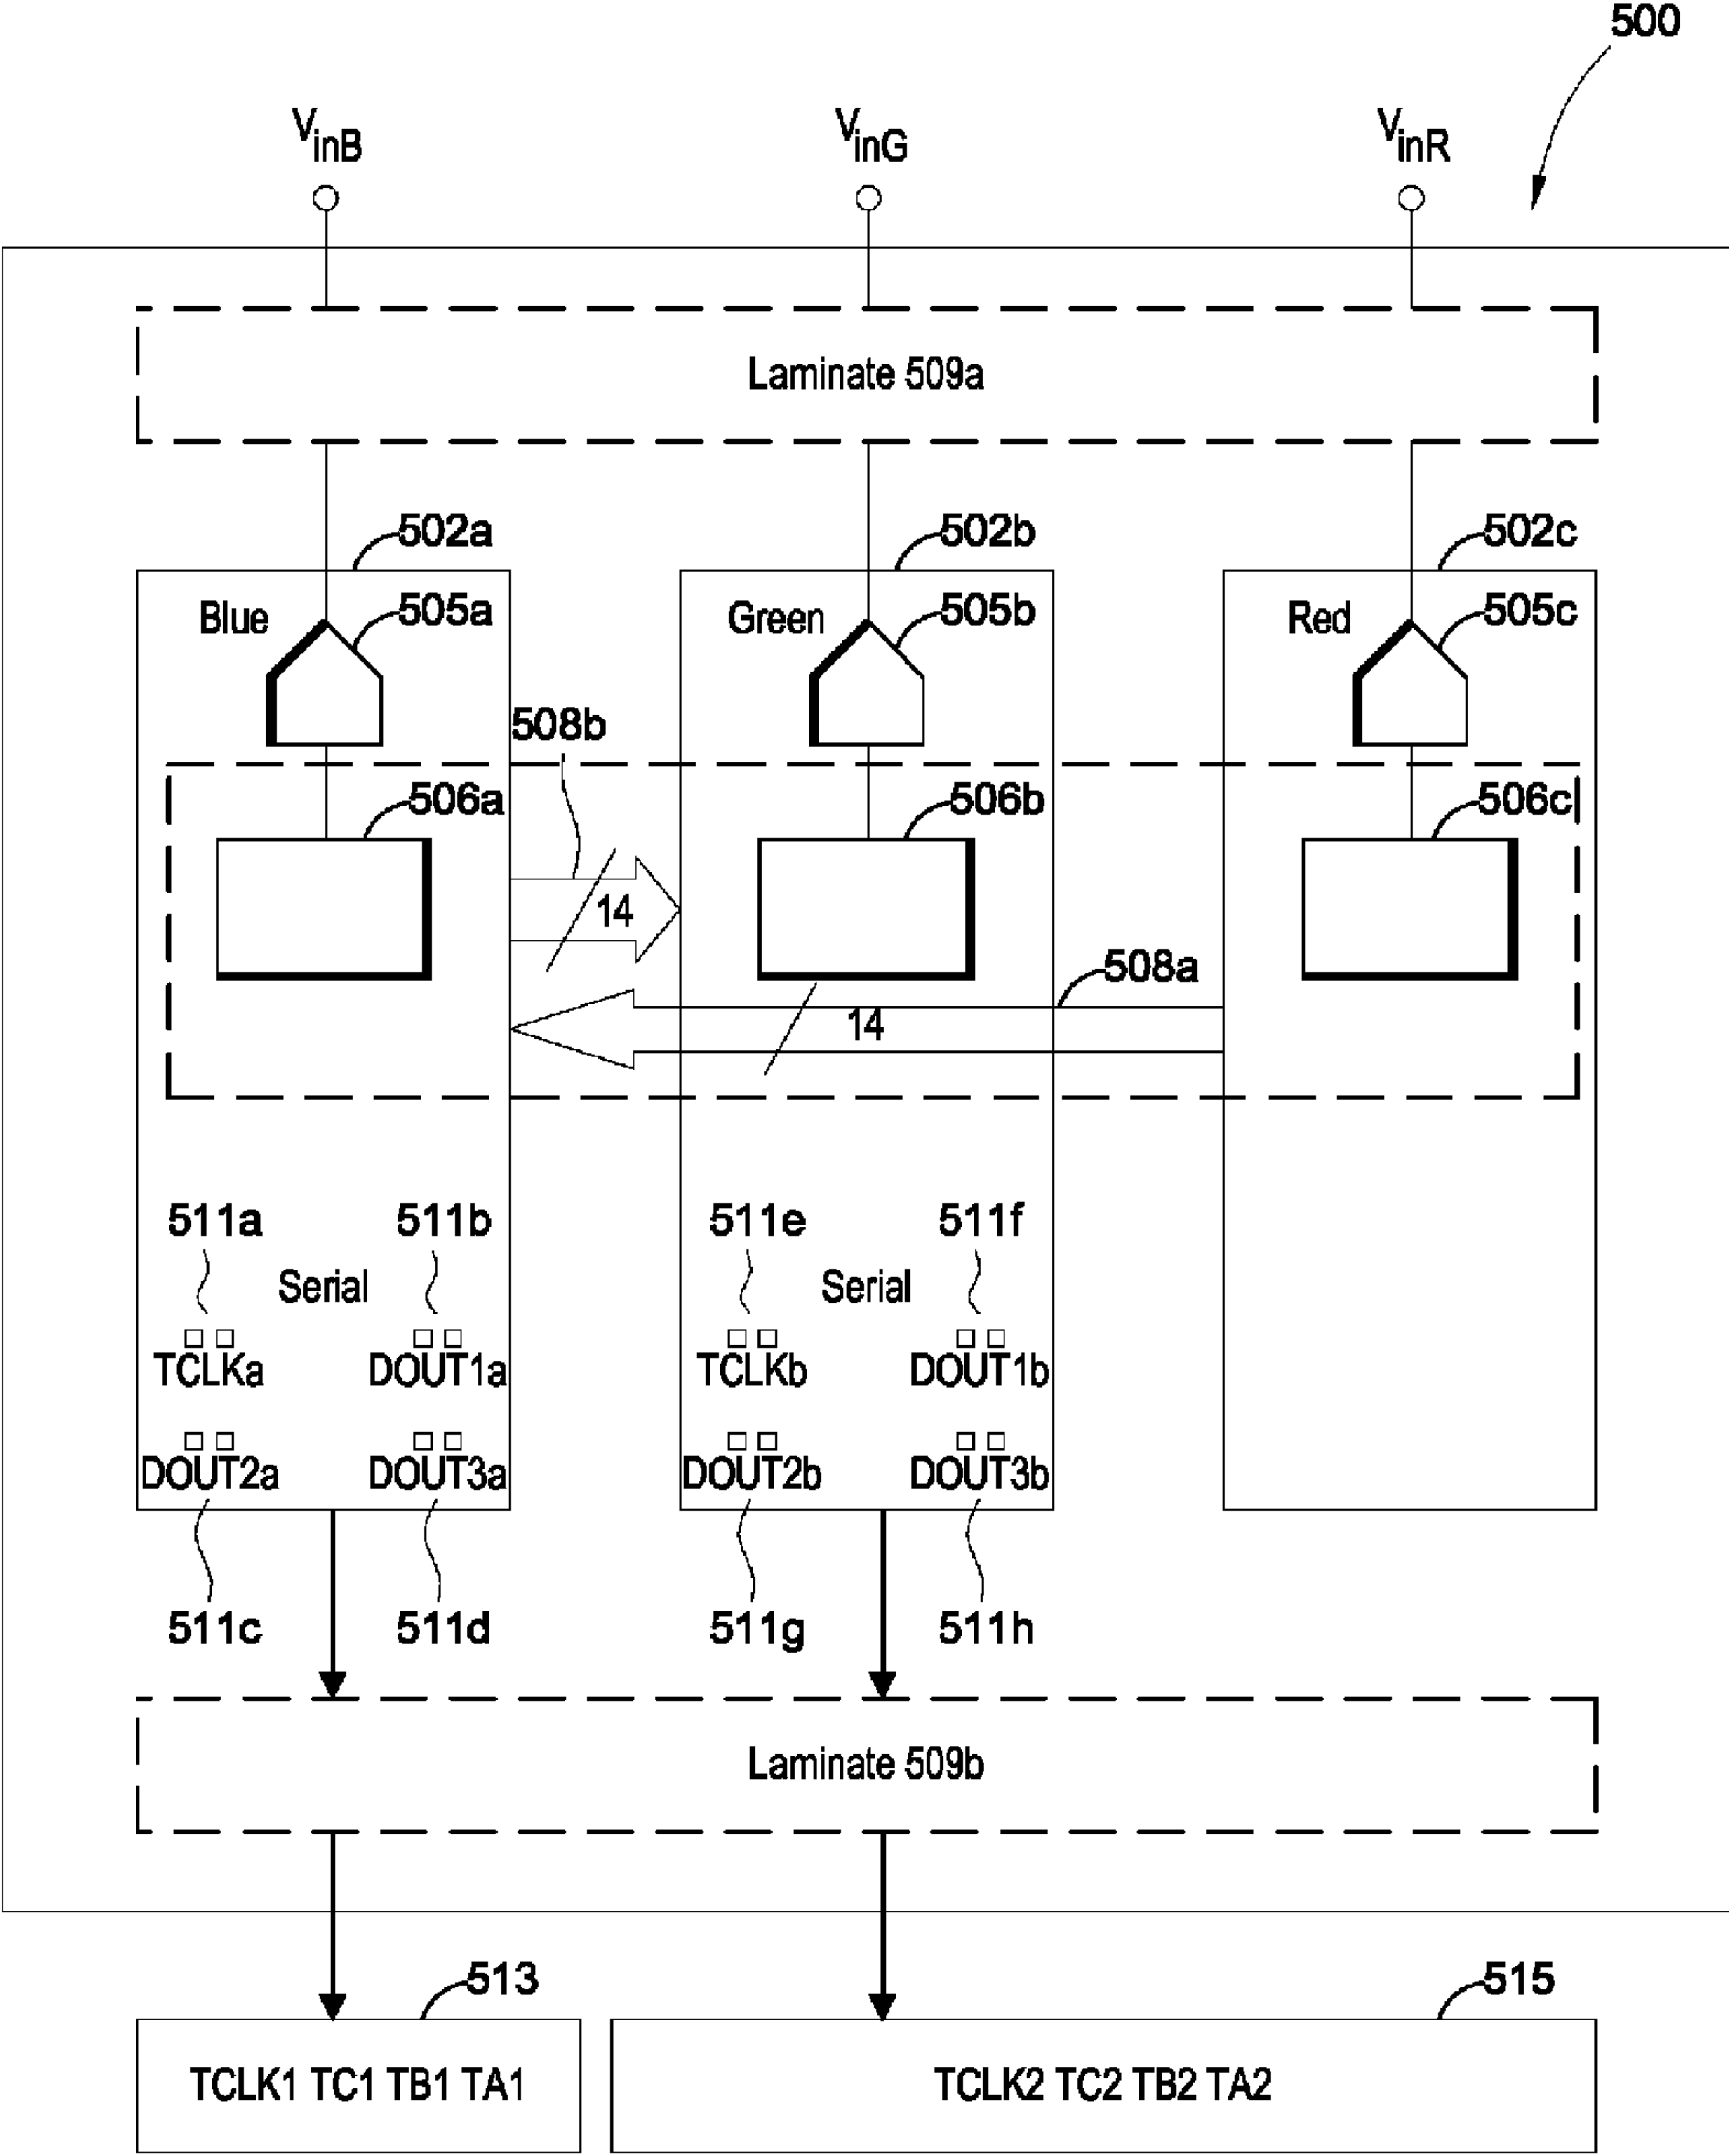 500
VinB VinG VinR
Laminate 509a
502a 502b 502c
Blue 505a Green 505b Red 505c
508b
506a 506b 506c
14
508a
14
511a 511b 511e 511f
Serial Serial
TCLKa DOUT1a TCLKb DOUT1b
DOUT2a DOUT3a DOUT2b DOUT3b
511c 511d 511g 511h
Laminate 509b
513 515
TCLK1 TC1 TB1 TA1 TCLK2 TC2 TB2 TA2